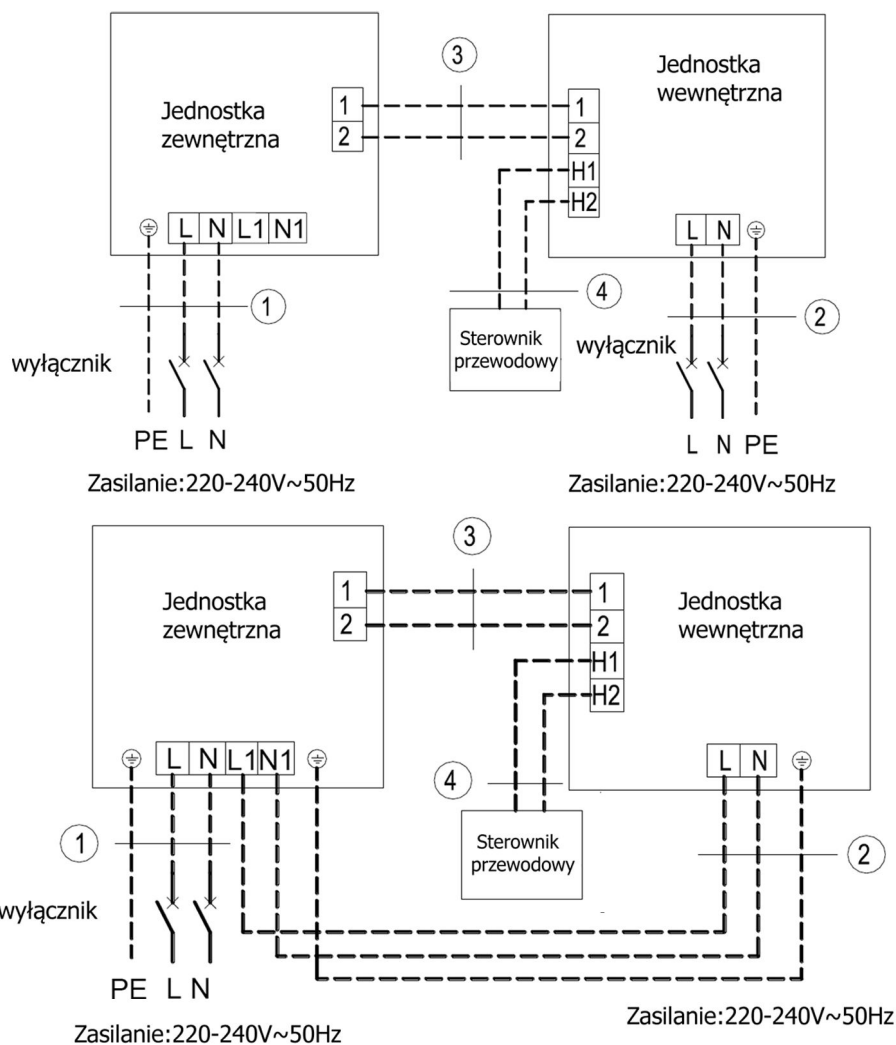 3
Jednostka
zewnętrzna
Jednostka
wewnętrzna
1
2
1
2
H1
H2
L N L1 N1
L N
1
4
2
wyłącznik
Sterownik
przewodowy
wyłącznik
PE L N
L N PE
Zasilanie:220-240V~50Hz
Zasilanie:220-240V~50Hz
3
Jednostka
zewnętrzna
Jednostka
wewnętrzna
1
2
1
2
H1
H2
L N L1 N1
L N
4
1
2
Sterownik
przewodowy
wyłącznik
PE L N
Zasilanie:220-240V~50Hz
Zasilanie:220-240V~50Hz